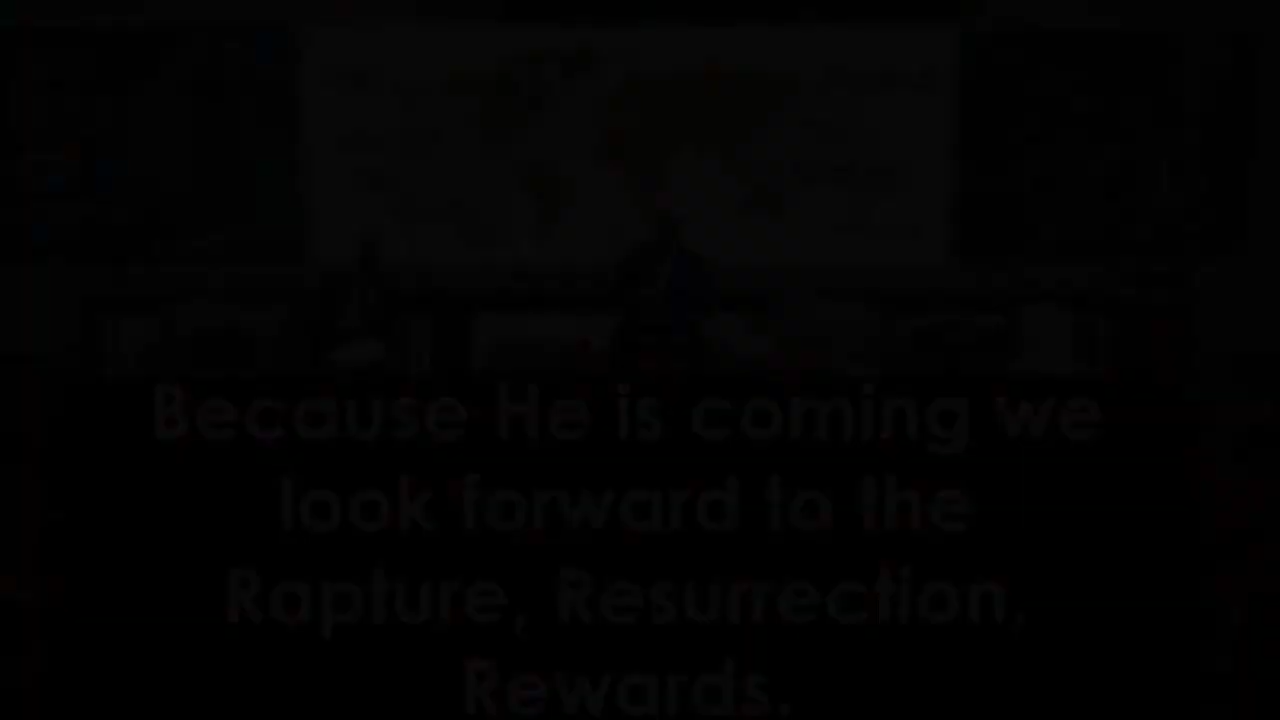 Because He is coming we
look forward to the
Rapture, Resurrection,
Rewards.